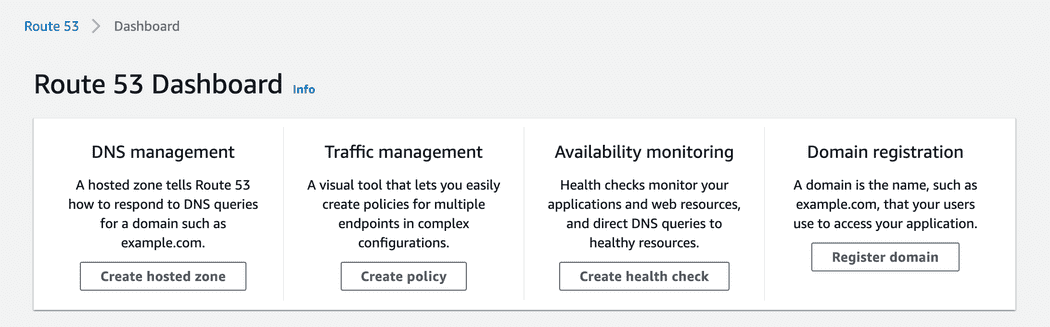 Route 53 > Dashboard
Route 53 Dashboard Info
DNS management
A hosted zone tells Route 53
how to respond to DNS queries
for a domain such as
example.com.
Create hosted zone
Traffic management
A visual tool that lets you easily
create policies for multiple
endpoints in complex
configurations.
Create policy
Availability monitoring
Health checks monitor your
applications and web resources,
and direct DNS queries to
healthy resources.
Create health check
Domain registration
A domain is the name, such as
example.com, that your users
use to access your application.
Register domain